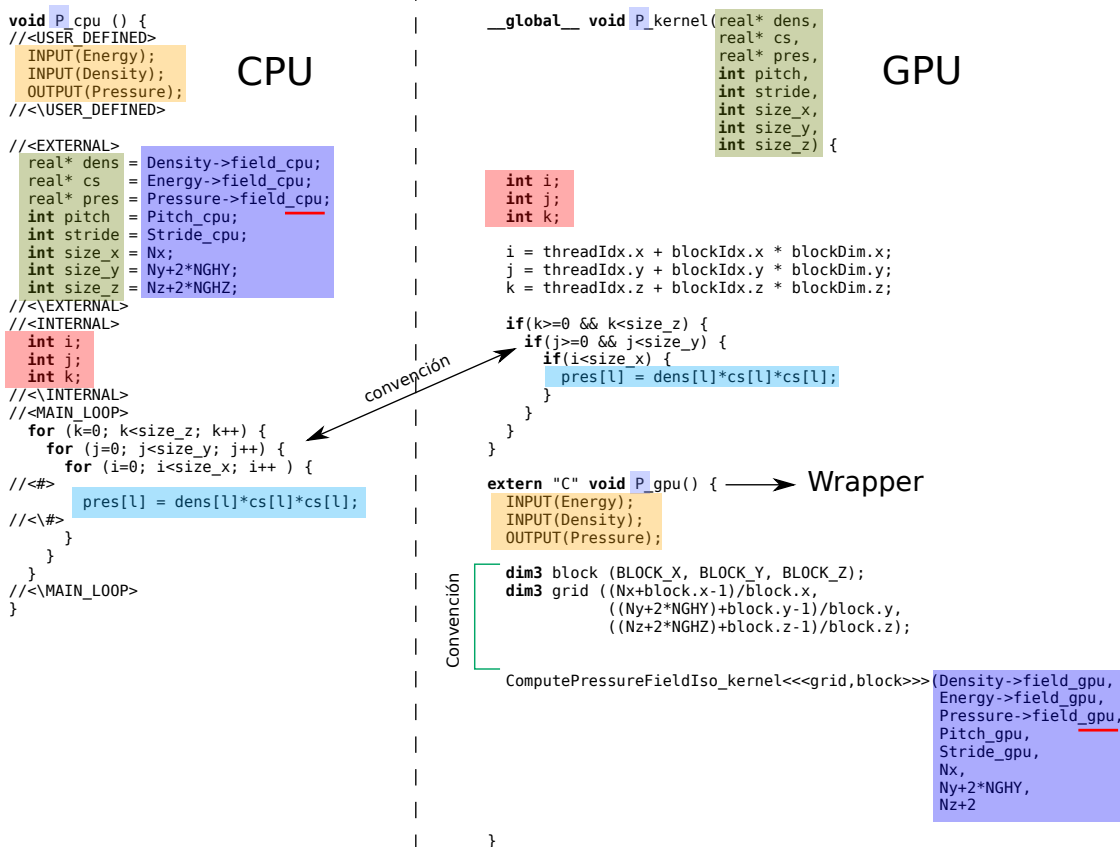 void P_cpu () {
//<USER_DEFINED>
INPUT(Energy);
INPUT(Density);
OUTPUT(Pressure);
//<\USER_DEFINED>
CPU
//<EXTERNAL>
real* dens = Density->field_cpu;
real* cs = Energy->field_cpu;
real* pres = Pressure->field_cpu;
int pitch = Pitch_cpu;
int stride = Stride_cpu;
int size_x = Nx;
int size_y = Ny+2*NGHY;
int size_z = Nz+2*NGHZ;
//<\EXTERNAL>
//<INTERNAL>
int i;
int j;
int k;
//<\INTERNAL>
//<MAIN_LOOP>
for (k=0; k<size_z; k++) {
for (j=0; j<size_y; j++) {
for (i=0; i<size_x; i++ ) {
//<#>
pres[l] = dens[l]*cs[l]*cs[l];
//<\#>
}
}
}
//<\MAIN_LOOP>
}
convención
__global__ void P_kernel(real* dens,
real* cs,
real* pres,
int pitch,
int stride,
int size_x,
int size_y,
int size_z) {
GPU
int i;
int j;
int k;
i = threadIdx.x + blockIdx.x * blockDim.x;
j = threadIdx.y + blockIdx.y * blockDim.y;
k = threadIdx.z + blockIdx.z * blockDim.z;
if(k>=0 && k<size_z) {
if(j>=0 && j<size_y) {
if(i<size_x) {
pres[l] = dens[l]*cs[l]*cs[l];
}
}
}
}
extern "C" void P_gpu() {
Wrapper
INPUT(Energy);
INPUT(Density);
OUTPUT(Pressure);
Convención
dim3 block (BLOCK_X, BLOCK_Y, BLOCK_Z);
dim3 grid ((Nx+block.x-1)/block.x,
((Ny+2*NGHY)+block.y-1)/block.y,
((Nz+2*NGHZ)+block.z-1)/block.z);
ComputePressureFieldIso_kernel<<<grid,block>>>(Density->field_gpu,
Energy->field_gpu,
Pressure->field_gpu,
Pitch_gpu,
Stride_gpu,
Nx,
Ny+2*NGHY,
Nz+2
}